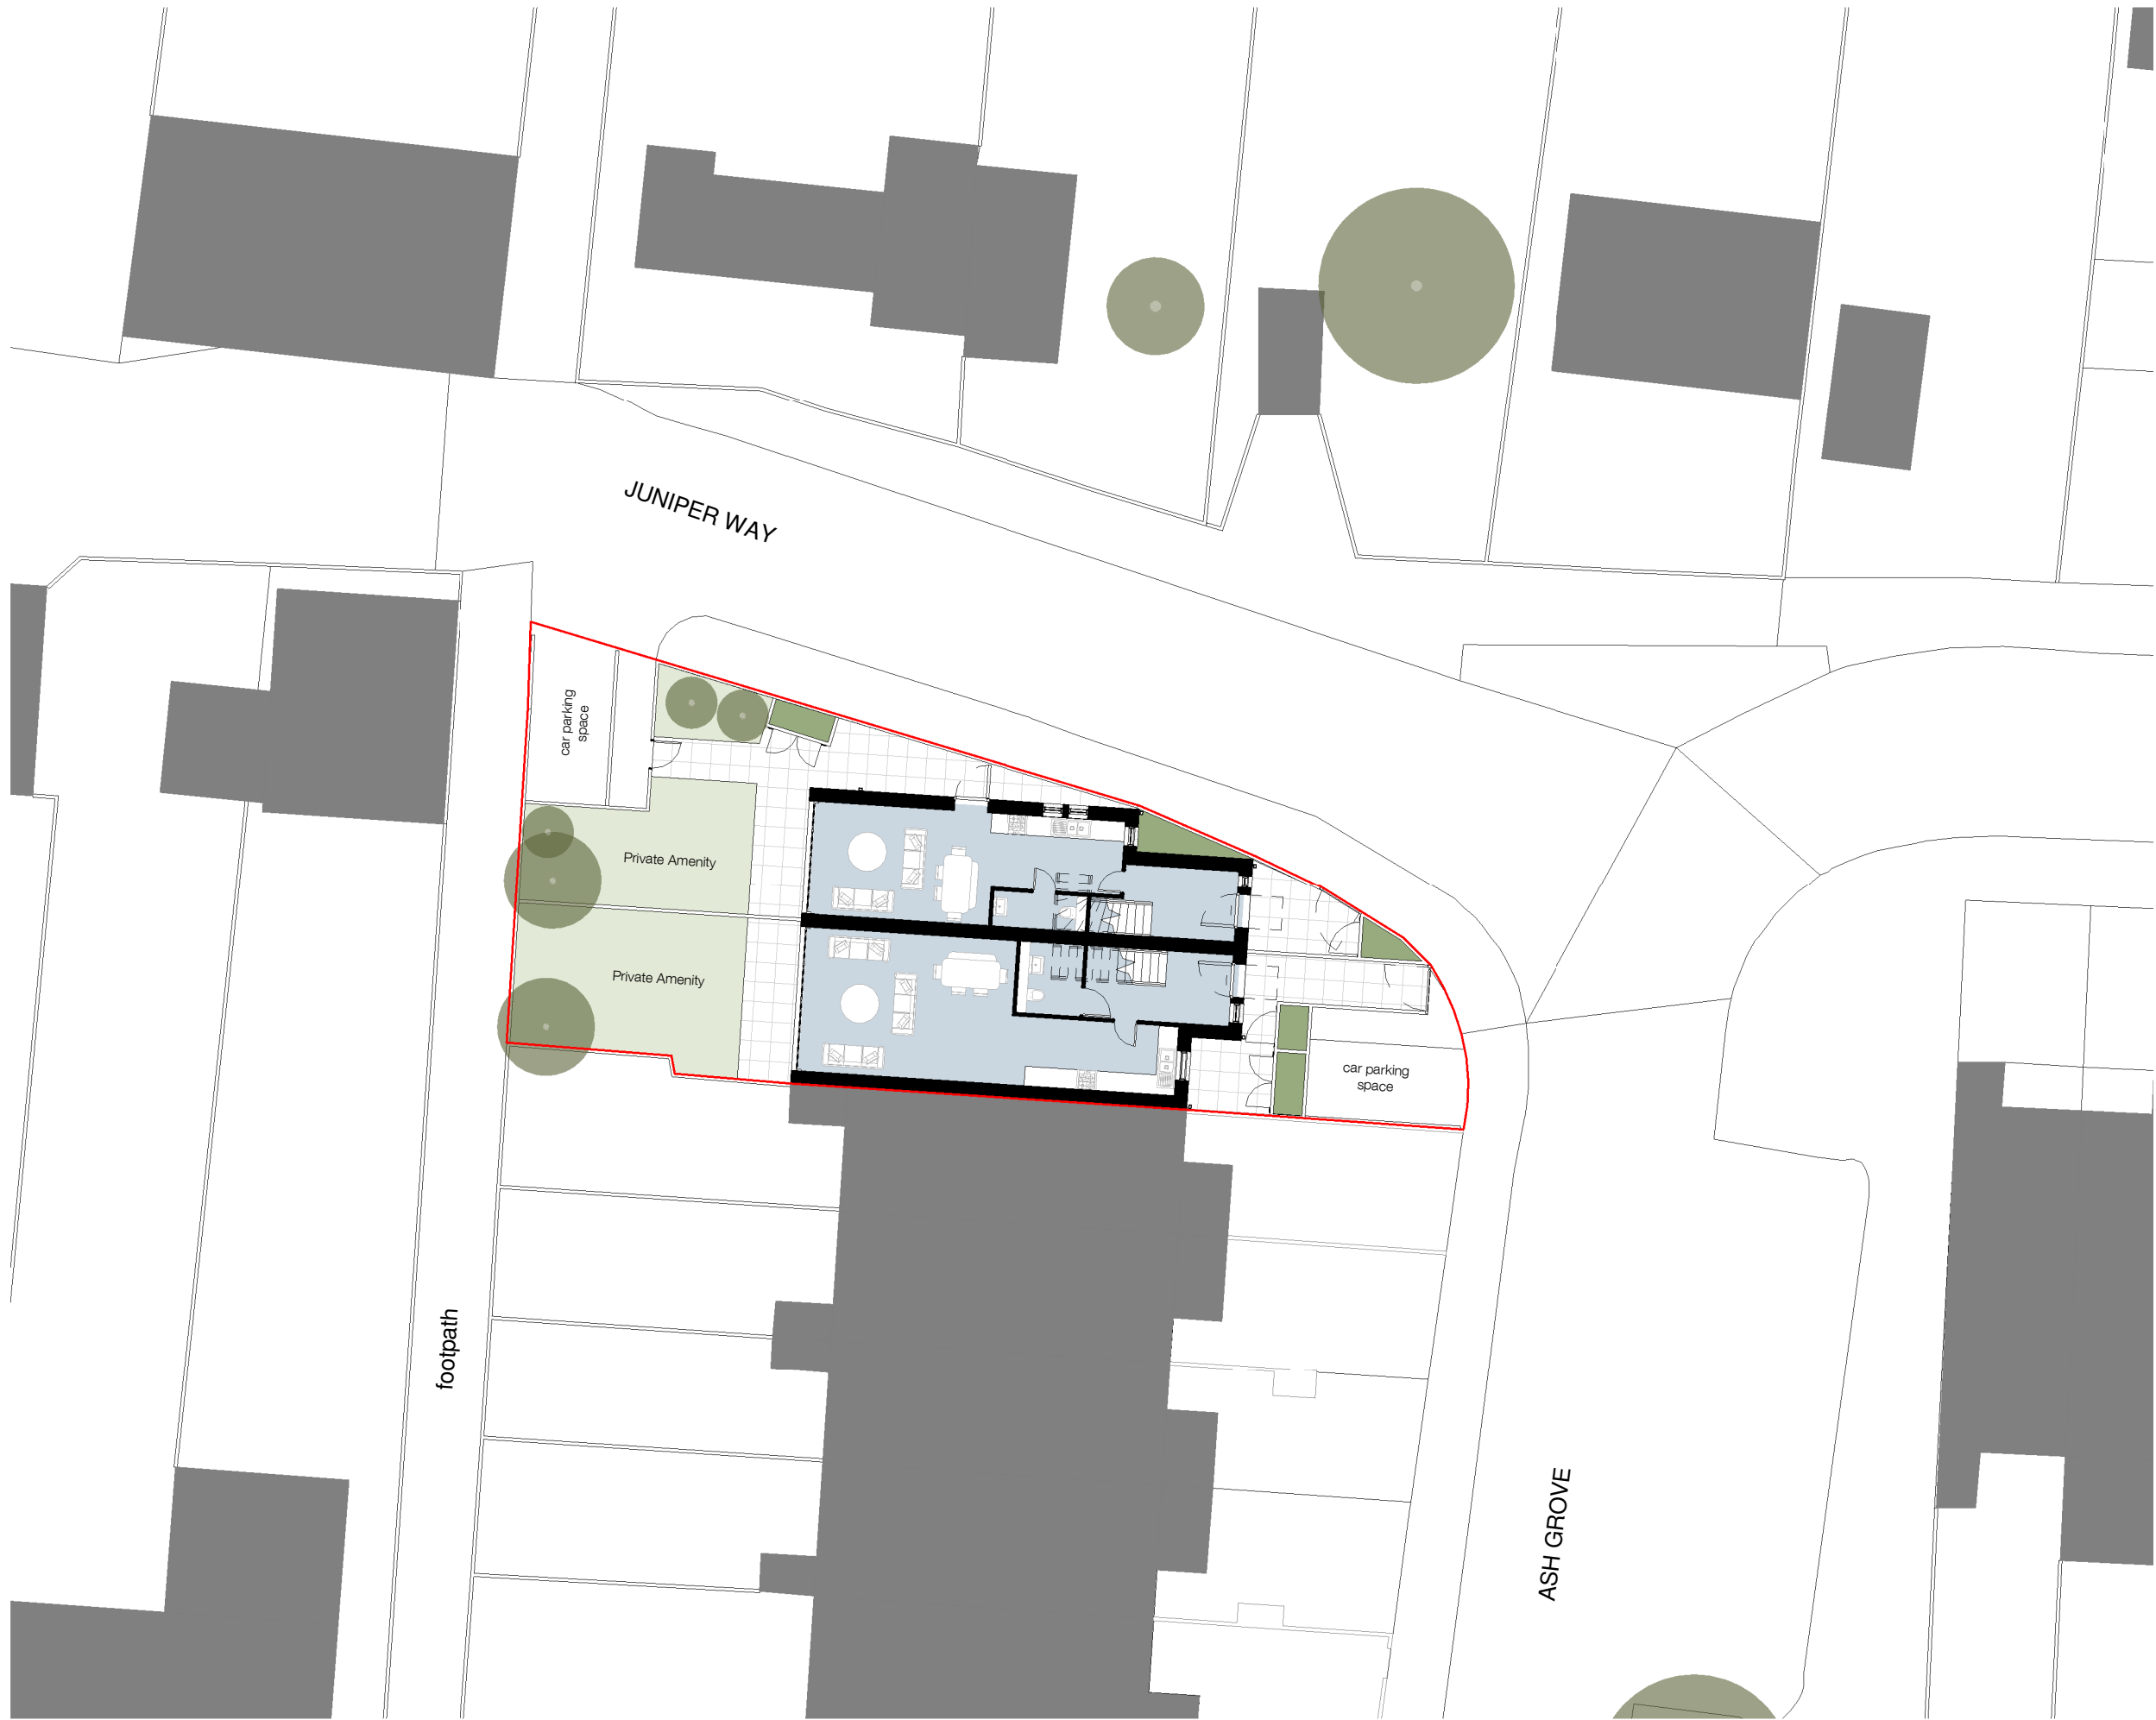 JUNIPER WAY
car parking
space
Private Amenity
Private Amenity
car parking
space
footpath
ASH GROVE